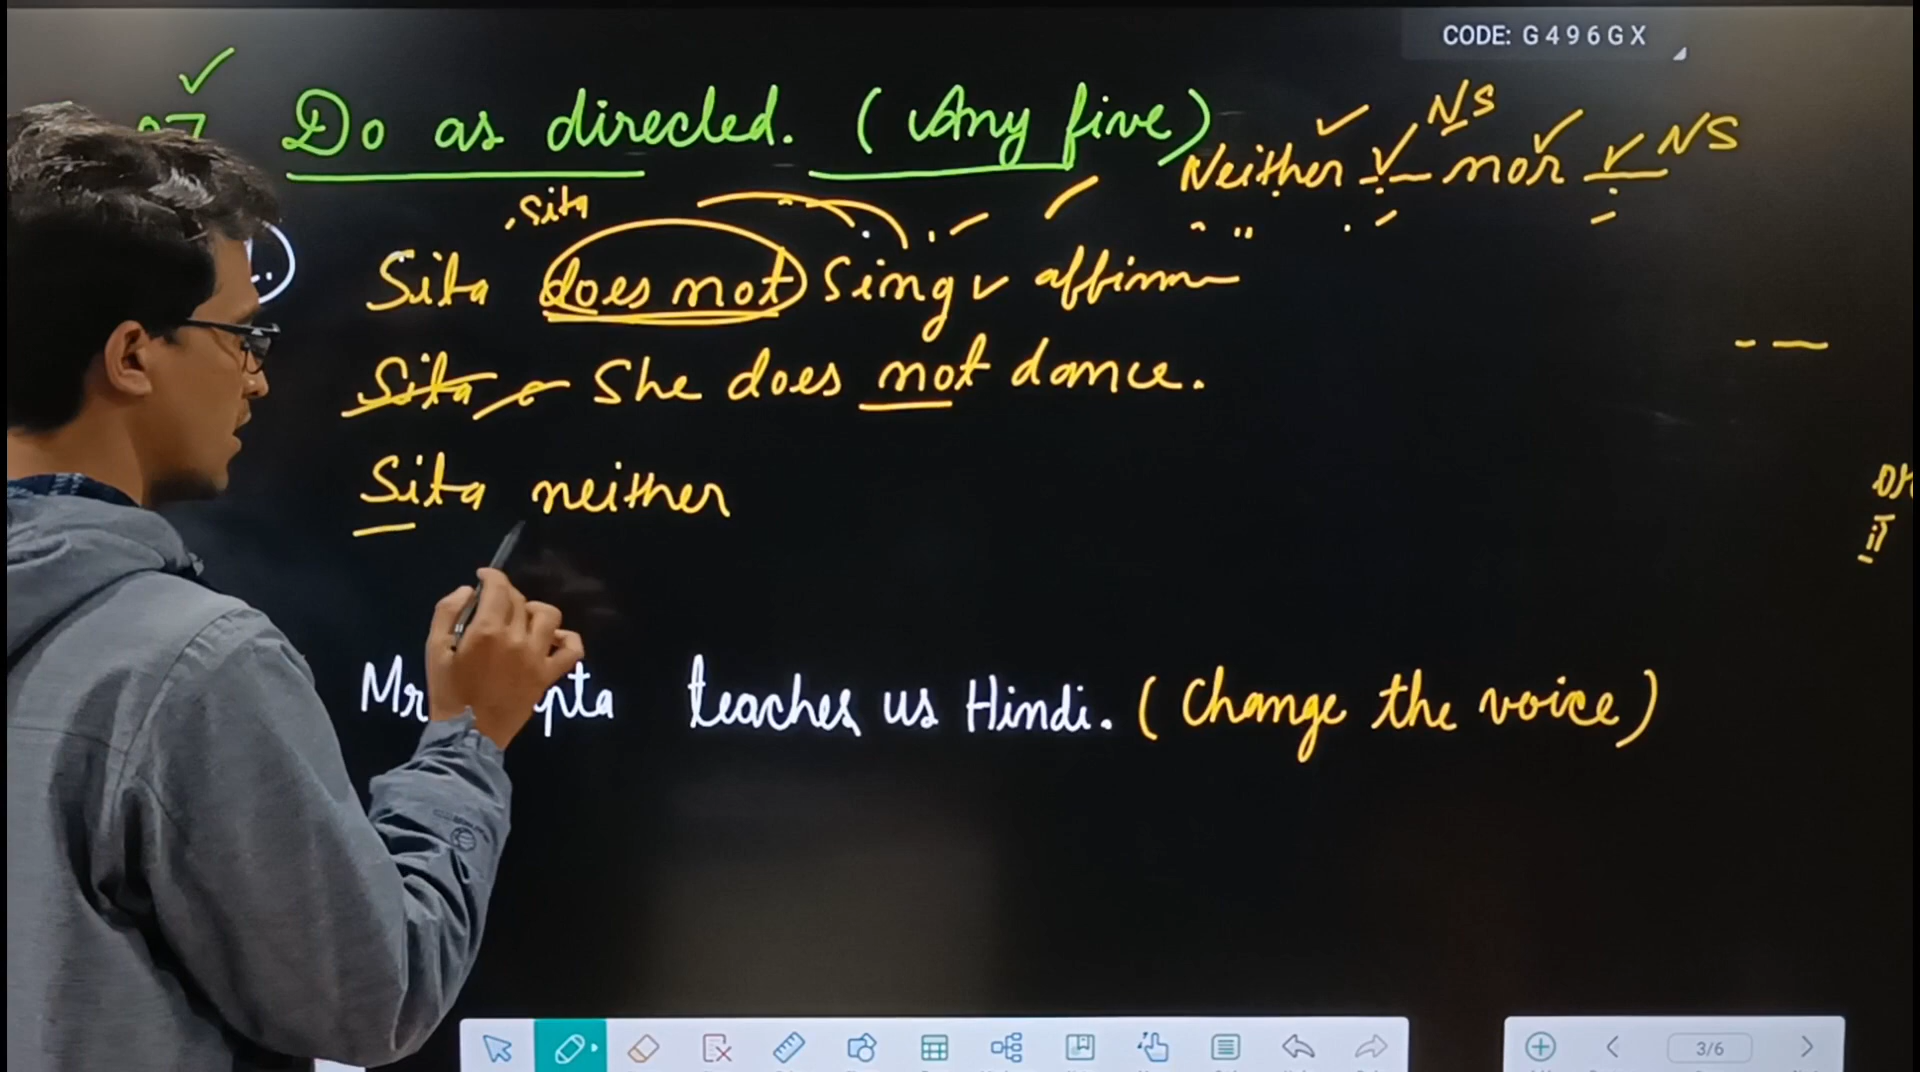 CODE: G496GX
Do as directed. (Any five)
NS
NS
Neither — nor —
Sita
Sita does not Sing affirm
Sita She does not dance.
Sita neither
Mr teaches us Hindi. (Change the voice)
3/6